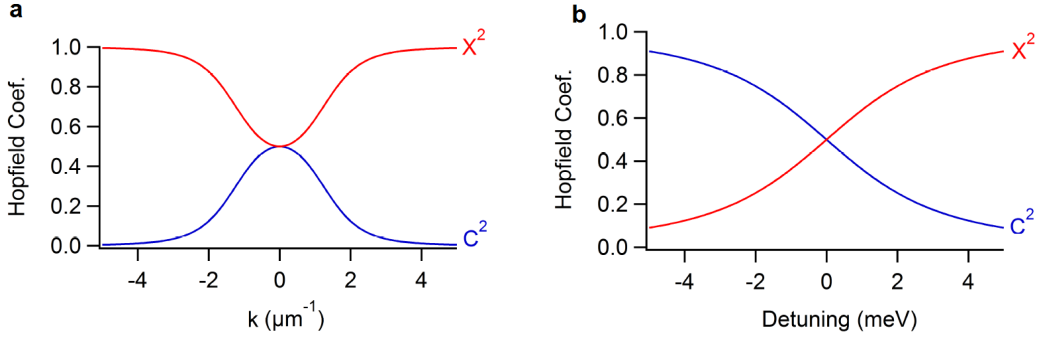 a
Hopfield Coef.
1.0
0.8
0.6
0.4
0.2
0.0
X²
C²
-4 -2 0 2 4
k (µm⁻¹)
b
Hopfield Coef.
1.0
0.8
0.6
0.4
0.2
0.0
X²
C²
-4 -2 0 2 4
Detuning (meV)